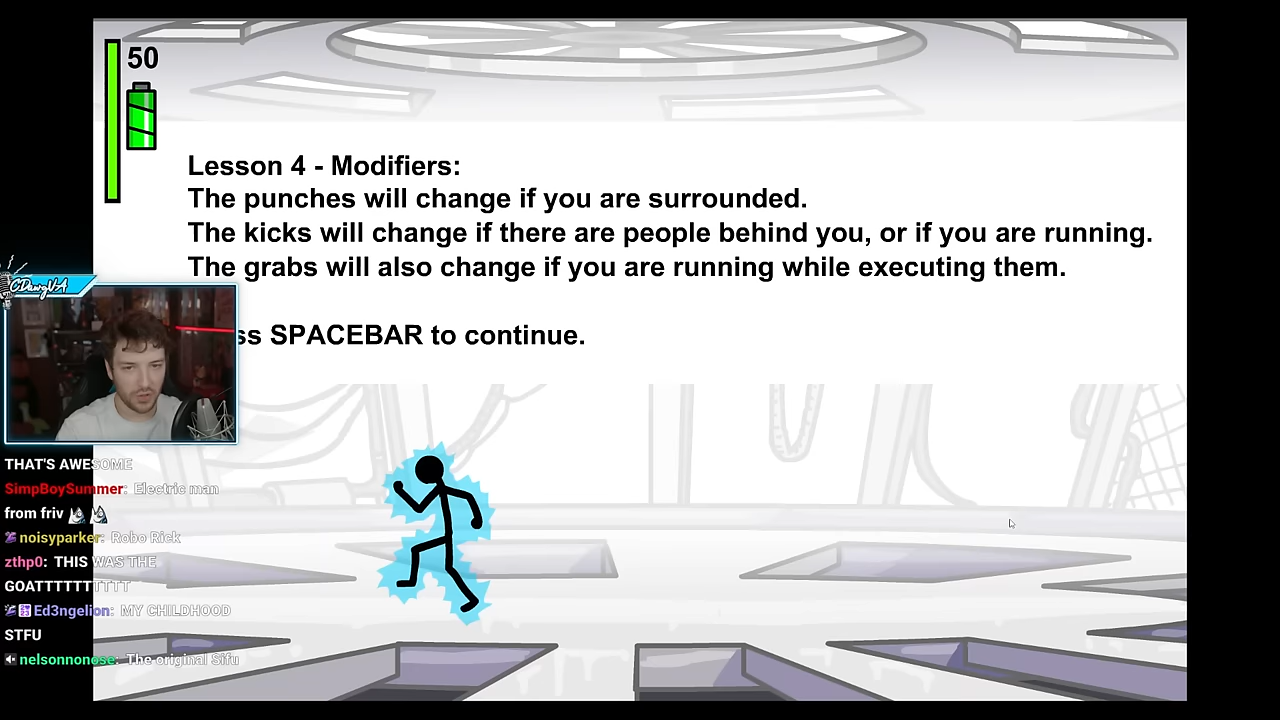 50
Lesson 4 - Modifiers:
The punches will change if you are surrounded.
The kicks will change if there are people behind you, or if you are running.
The grabs will also change if you are running while executing them.
ss SPACEBAR to continue.
CDawgVA
THAT'S AWESOME
SimpBoySummer: Electric man
from friv
noisyparker: Robo Rick
zthp0: THIS WAS THE
GOATTTTTTTTT
Ed3ngelion: MY CHILDHOOD
STFU
nelsonnonose: The original Sifu